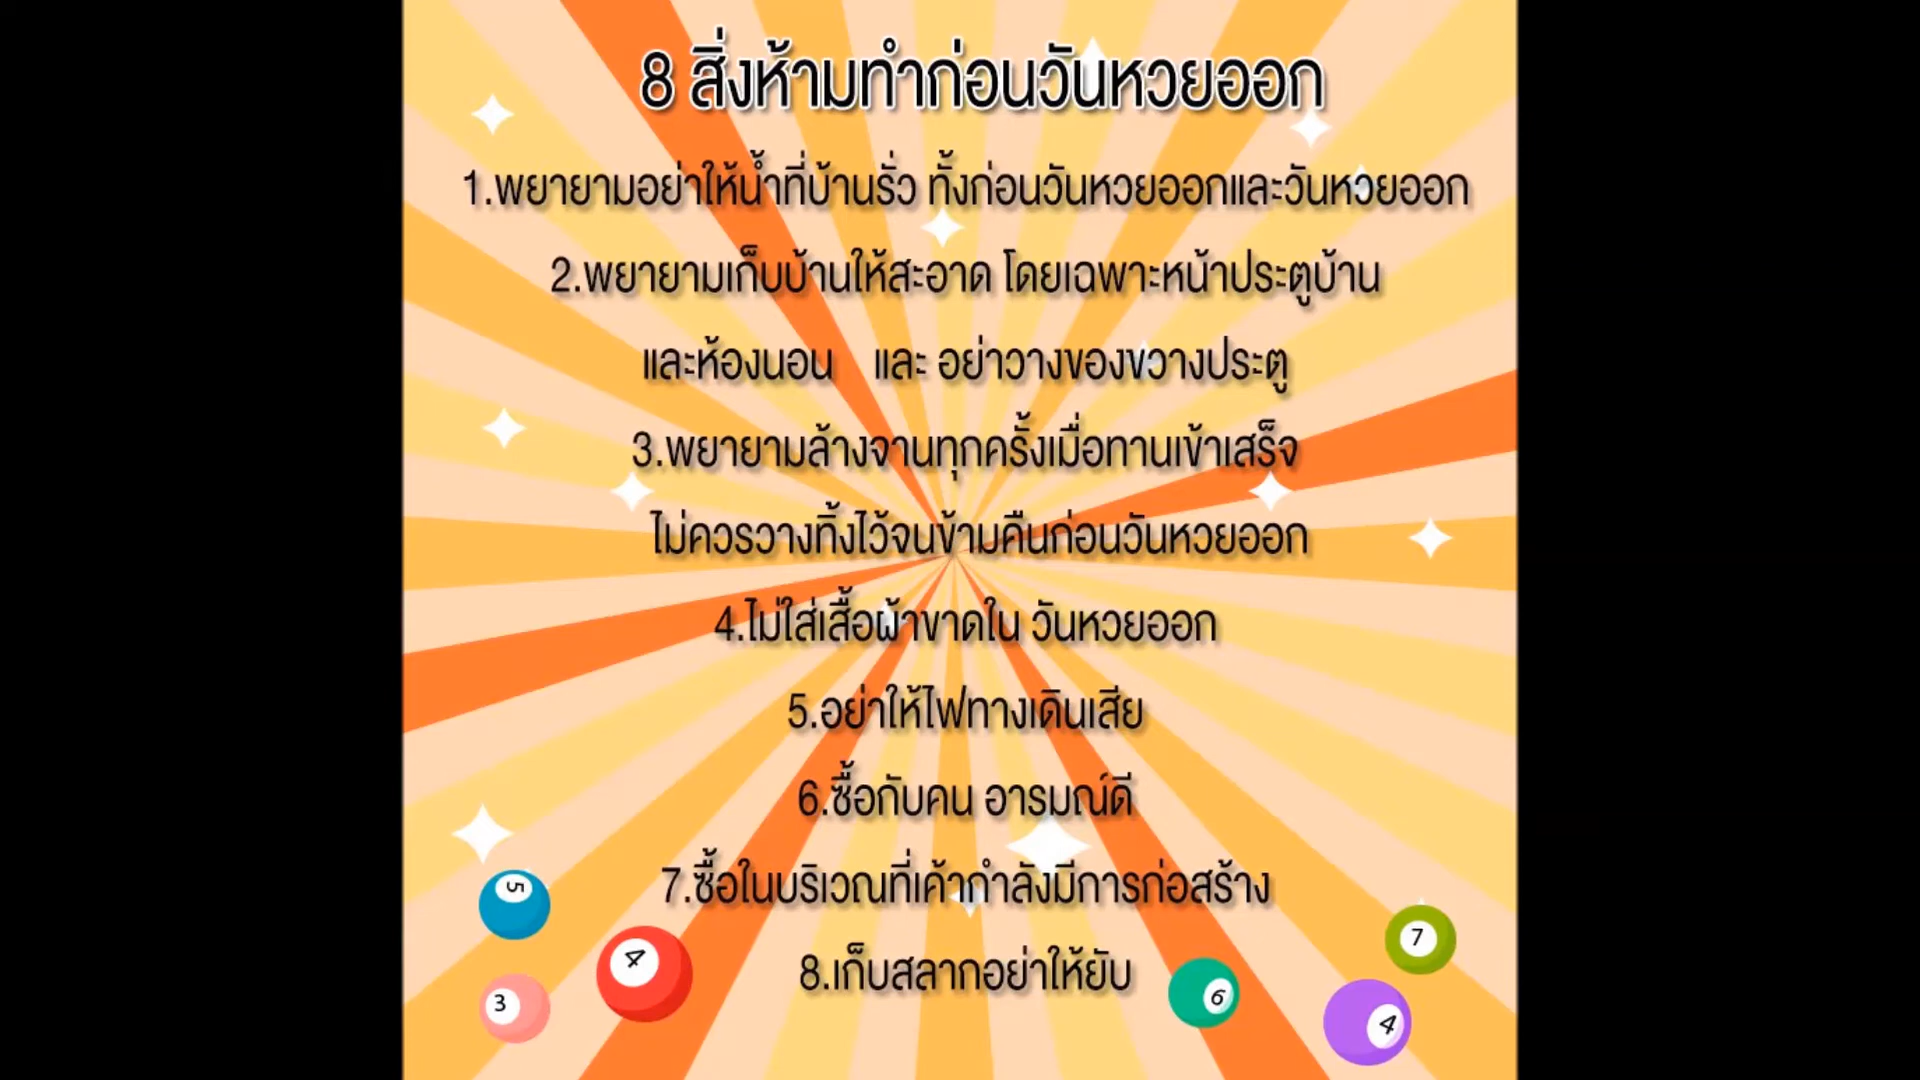 8 สิ่งห้ามทำก่อนวันหวยออก
1.พยายามอย่าให้น้ำที่บ้านรั่ว ทั้งก่อนวันหวยออกและวันหวยออก
2.พยายามเก็บบ้านให้สะอาด โดยเฉพาะหน้าประตูบ้าน
และห้องนอน และ อย่าวางของขวางประตู
3.พยายามล้างจานทุกครั้งเมื่อทานเข้าเสร็จ
ไม่ควรวางทิ้งไว้จนข้ามคืนก่อนวันหวยออก
4.ไม่ใส่เสื้อผ้าขาดใน วันหวยออก
5.อย่าให้ไฟทางเดินเสีย
6.ซื้อกับคน อารมณ์ดี
7.ซื้อในบริเวณที่เค้ากำลังมีการก่อสร้าง
8.เก็บสลากอย่าให้ยับ
5
4
3
6
7
4